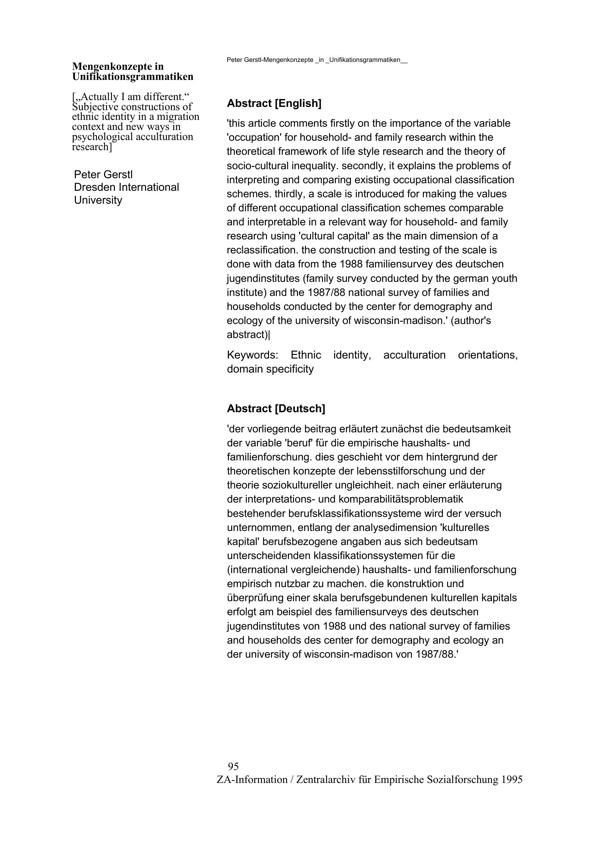 Peter Gerstl-Mengenkonzepte _in _Unifikationsgrammatiken__
Mengenkonzepte in
Unifikationsgrammatiken
[„Actually I am different.“
Subjective constructions of
ethnic identity in a migration
context and new ways in
psychological acculturation
research]
Peter Gerstl
Dresden International
University
Abstract [English]
'this article comments firstly on the importance of the variable
'occupation' for household- and family research within the
theoretical framework of life style research and the theory of
socio-cultural inequality. secondly, it explains the problems of
interpreting and comparing existing occupational classification
schemes. thirdly, a scale is introduced for making the values
of different occupational classification schemes comparable
and interpretable in a relevant way for household- and family
research using 'cultural capital' as the main dimension of a
reclassification. the construction and testing of the scale is
done with data from the 1988 familiensurvey des deutschen
jugendinstitutes (family survey conducted by the german youth
institute) and the 1987/88 national survey of families and
households conducted by the center for demography and
ecology of the university of wisconsin-madison.' (author's
abstract)|
Keywords: Ethnic identity, acculturation orientations,
domain specificity
Abstract [Deutsch]
'der vorliegende beitrag erläutert zunächst die bedeutsamkeit
der variable 'beruf' für die empirische haushalts- und
familienforschung. dies geschieht vor dem hintergrund der
theoretischen konzepte der lebensstilforschung und der
theorie soziokultureller ungleichheit. nach einer erläuterung
der interpretations- und komparabilitätsproblematik
bestehender berufsklassifikationssysteme wird der versuch
unternommen, entlang der analysedimension 'kulturelles
kapital' berufsbezogene angaben aus sich bedeutsam
unterscheidenden klassifikationssystemen für die
(international vergleichende) haushalts- und familienforschung
empirisch nutzbar zu machen. die konstruktion und
überprüfung einer skala berufsgebundenen kulturellen kapitals
erfolgt am beispiel des familiensurveys des deutschen
jugendinstitutes von 1988 und des national survey of families
and households des center for demography and ecology an
der university of wisconsin-madison von 1987/88.'
95
ZA-Information / Zentralarchiv für Empirische Sozialforschung 1995